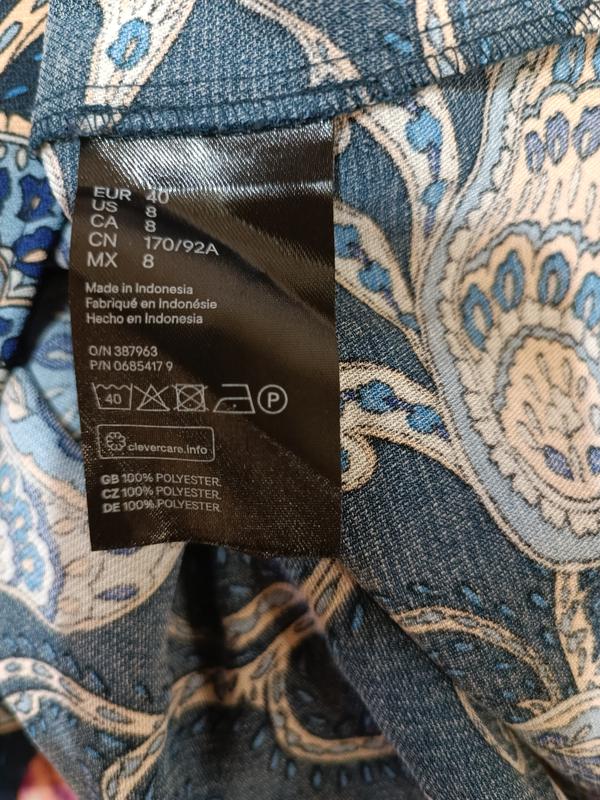 EUR 40
US 8
CA 8
CN 170/92A
MX 8
Made in Indonesia
Fabriqué en Indonésie
Hecho en Indonesia
O/N 387963
P/N 0685417 9
40 P
clevercare.info
GB 100% POLYESTER.
CZ 100% POLYESTER.
DE 100% POLYESTER.